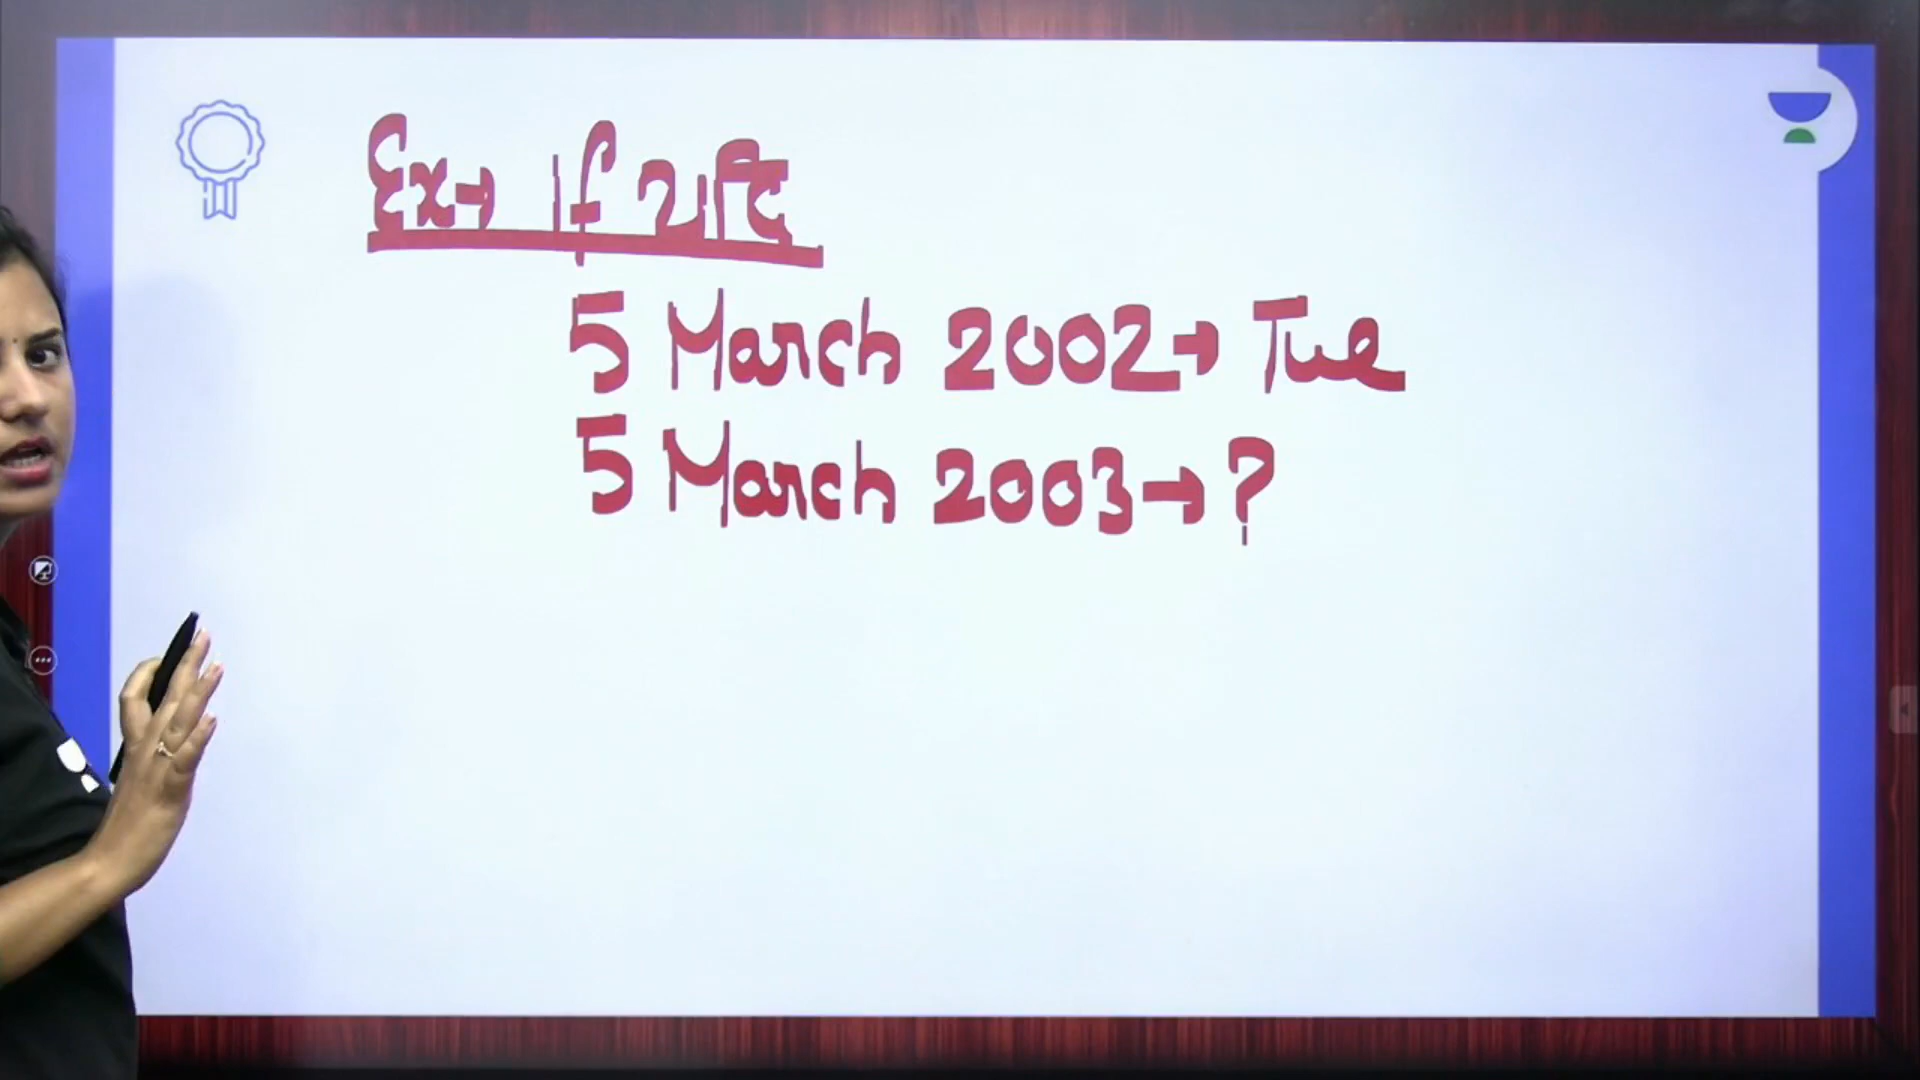 Ex→ If यदि
5 March 2002→ Tue
5 March 2003→ ?